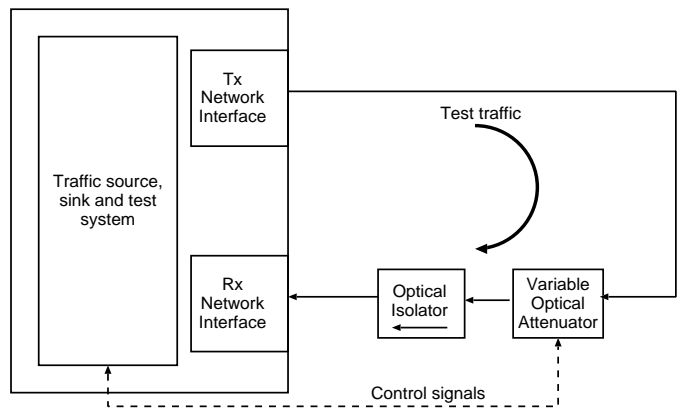 Tx
Network
Interface
Test traffic
Traffic source,
sink and test
system
Rx
Network
Interface
Optical
Isolator
Variable
Optical
Attenuator
Control signals